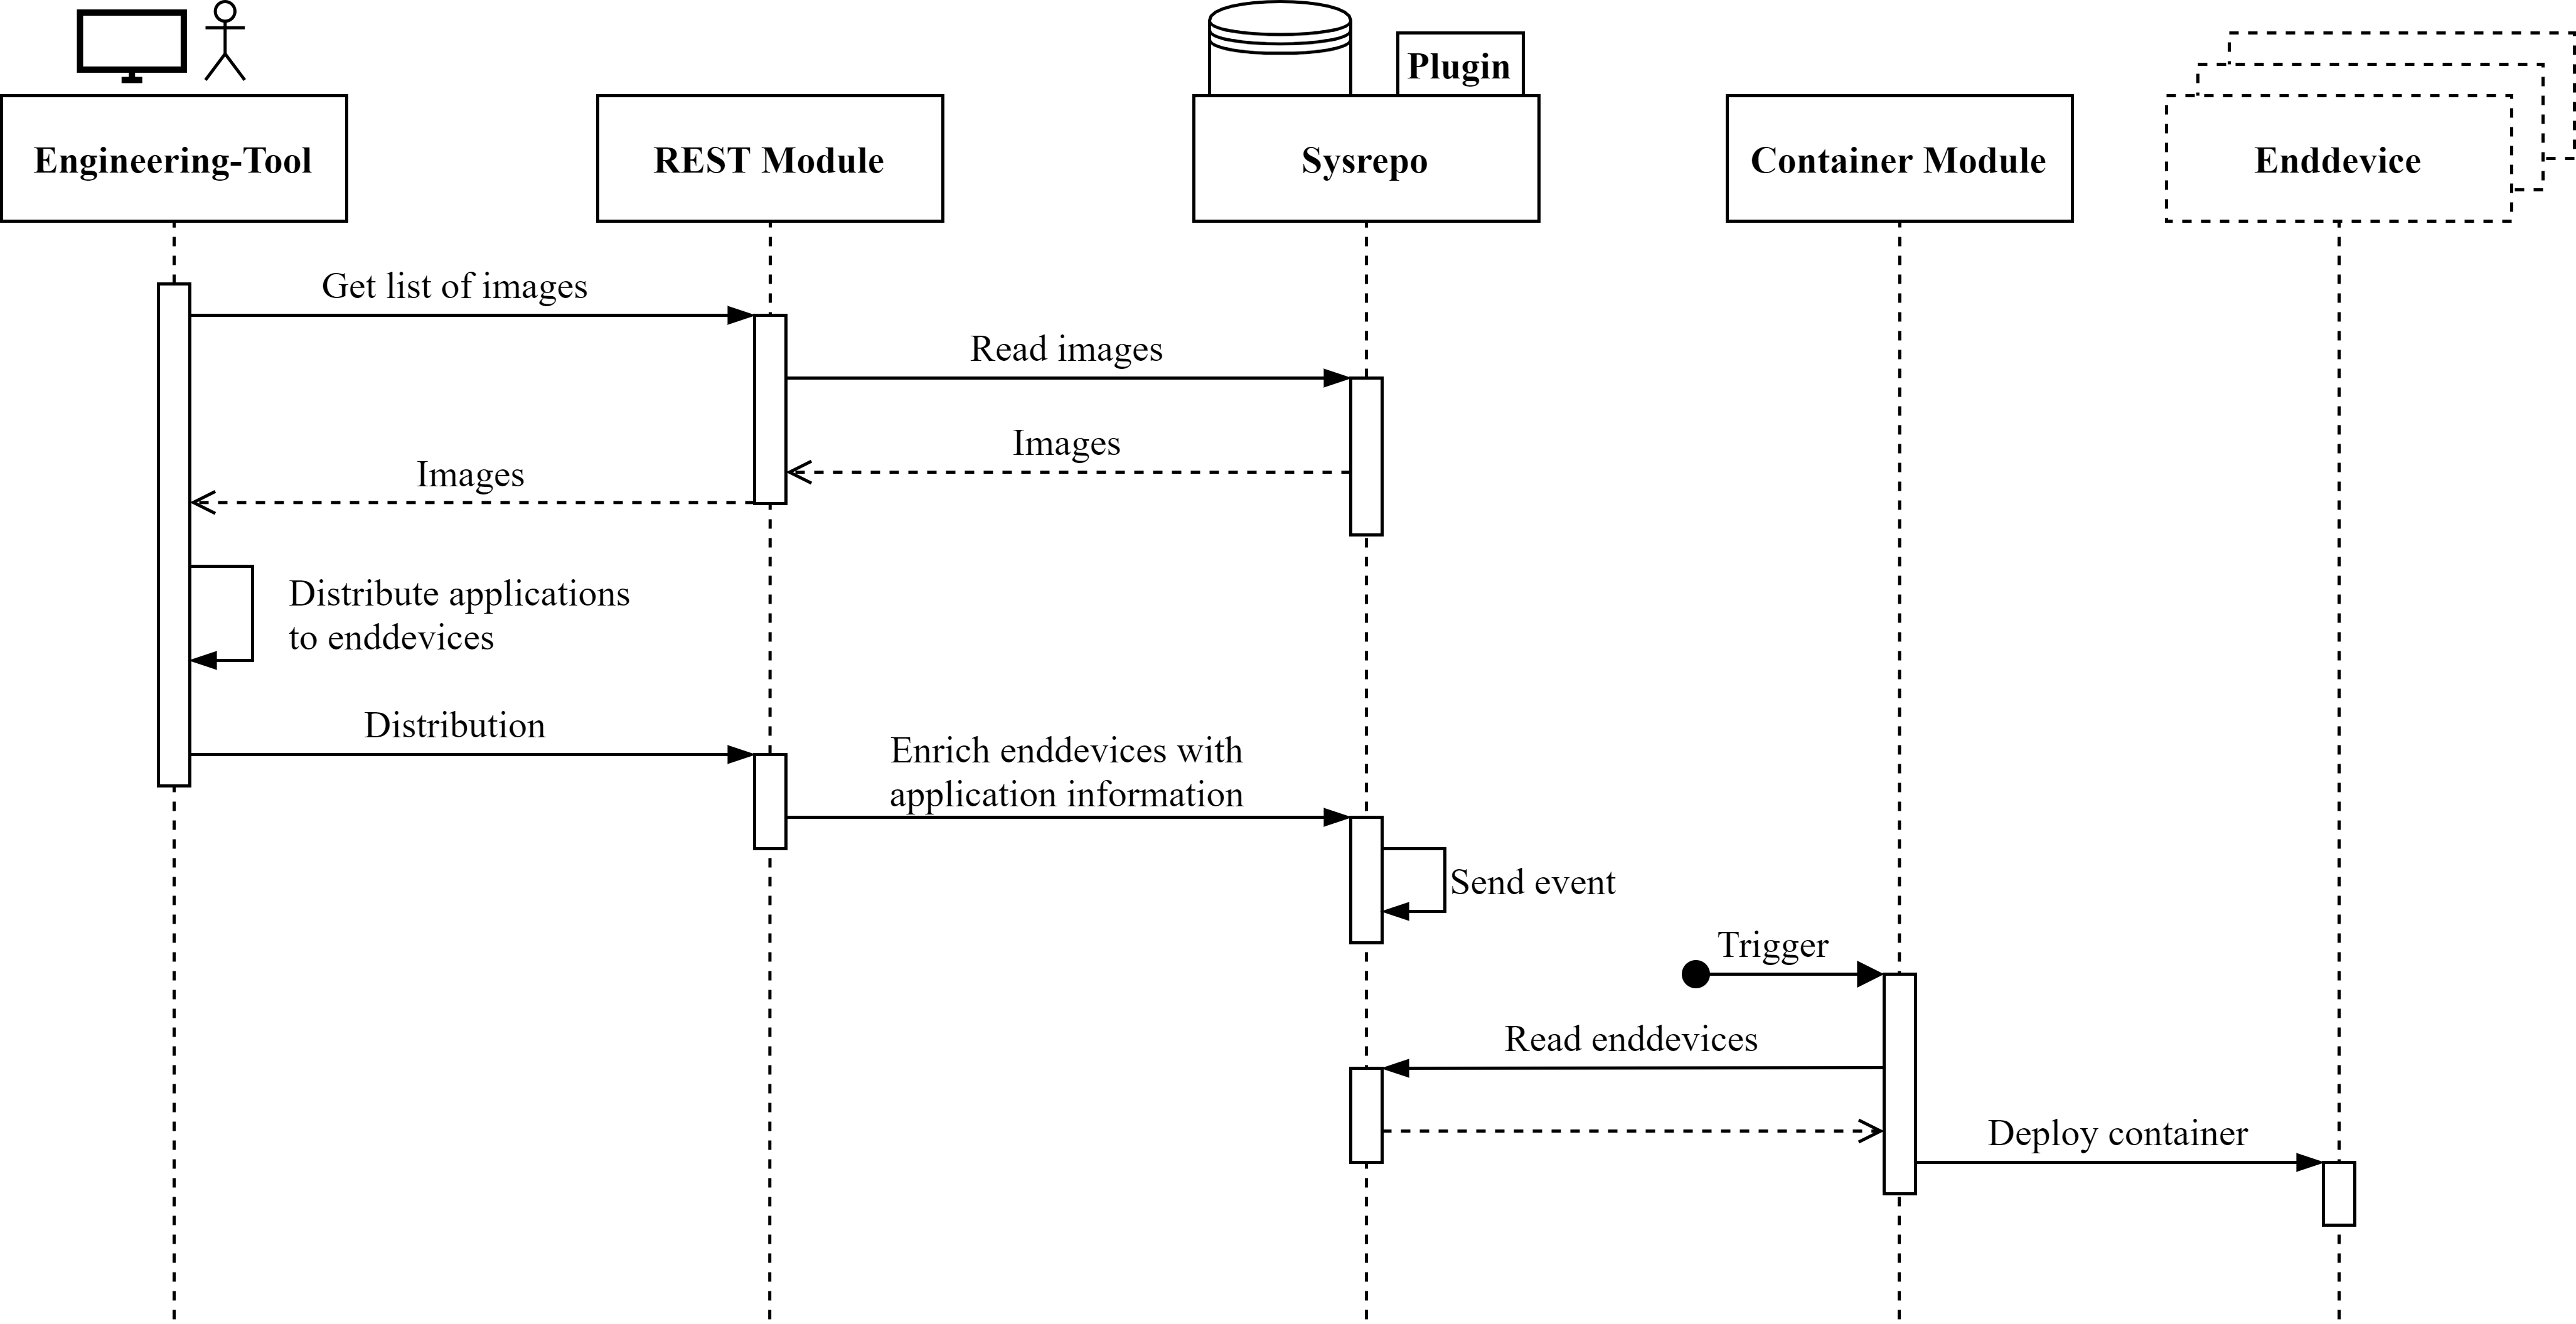 Plugin
Engineering-Tool
REST Module
Sysrepo
Container Module
Enddevice
Get list of images
Read images
Images
Images
Distribute applications
to enddevices
Distribution
Enrich enddevices with
application information
Send event
Trigger
Read enddevices
Deploy container